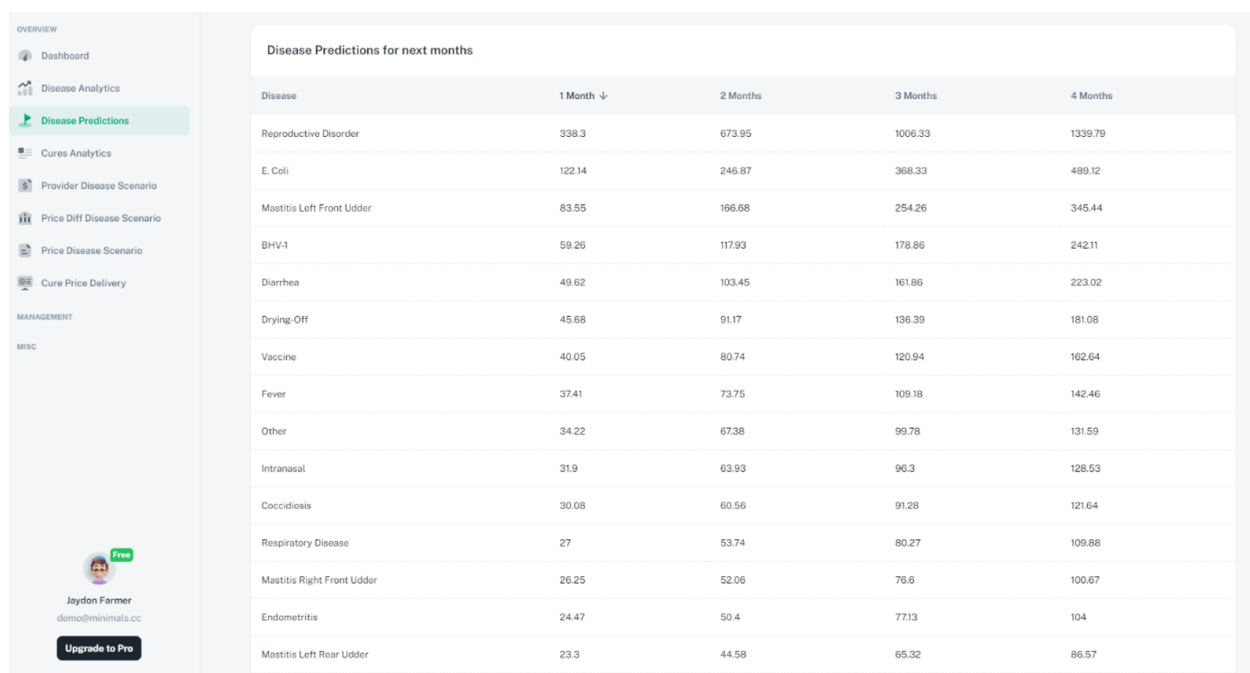 OVERVIEW
Dashboard
Disease Analytics
Disease Predictions
Cures Analytics
Provider Disease Scenario
Price Diff Disease Scenario
Price Disease Scenario
Cure Price Delivery
MANAGEMENT
MISC
Free
Jaydon Farmer
demo@minimals.cc
Upgrade to Pro
Disease Predictions for next months
Disease 1 Month ↓ 2 Months 3 Months 4 Months
Reproductive Disorder 338.3 673.95 1006.33 1339.79
E. Coli 122.14 246.87 368.33 489.12
Mastitis Left Front Udder 83.55 166.68 254.26 345.44
BHV-1 59.26 117.93 178.86 242.11
Diarrhea 49.62 103.45 161.86 223.02
Drying-Off 45.68 91.17 136.39 181.08
Vaccine 40.05 80.74 120.94 162.64
Fever 37.41 73.75 109.18 142.46
Other 34.22 67.38 99.78 131.59
Intranasal 31.9 63.93 96.3 128.53
Coccidiosis 30.08 60.56 91.28 121.64
Respiratory Disease 27 53.74 80.27 109.88
Mastitis Right Front Udder 26.25 52.06 76.6 100.67
Endometritis 24.47 50.4 77.13 104
Mastitis Left Rear Udder 23.3 44.58 65.32 86.57